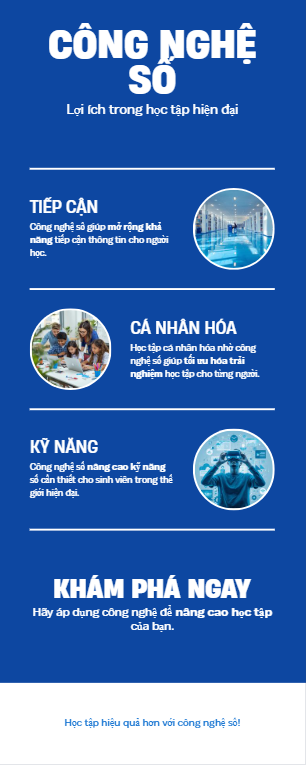 CÔNG NGHỆ
SỐ
Lợi ích trong học tập hiện đại
TIẾP CẬN
Công nghệ số giúp mở rộng khả
năng tiếp cận thông tin cho người
học.
CÁ NHÂN HÓA
Học tập cá nhân hóa nhờ công
nghệ số giúp tối ưu hóa trải
nghiệm học tập cho từng người.
KỸ NĂNG
Công nghệ số nâng cao kỹ năng
số cần thiết cho sinh viên trong thế
giới hiện đại.
KHÁM PHÁ NGAY
Hãy áp dụng công nghệ để nâng cao học tập
của bạn.
Học tập hiệu quả hơn với công nghệ số!